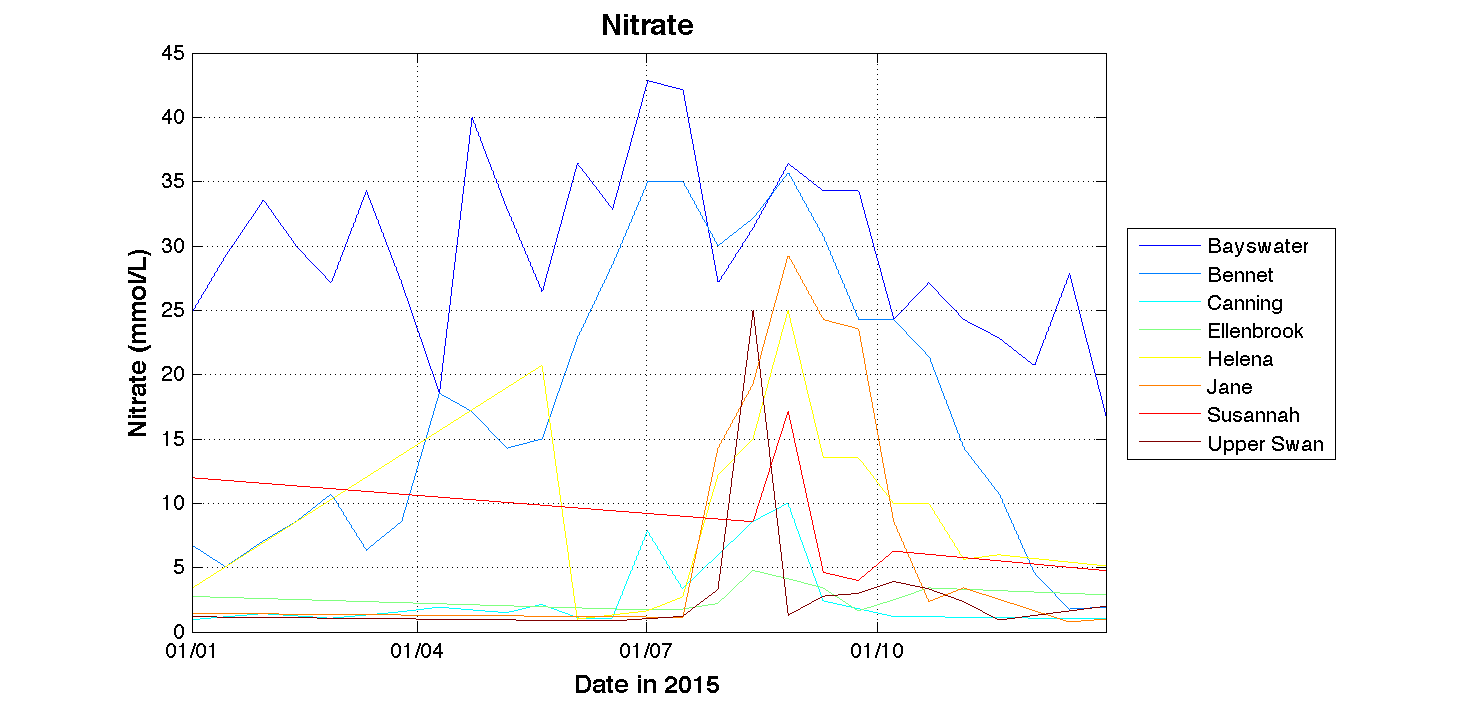 Nitrate
45
40
35
30
25
20
15
10
5
0
Nitrate (mmol/L)
01/01 01/04 01/07 01/10
Date in 2015
Bayswater
Bennet
Canning
Ellenbrook
Helena
Jane
Susannah
Upper Swan